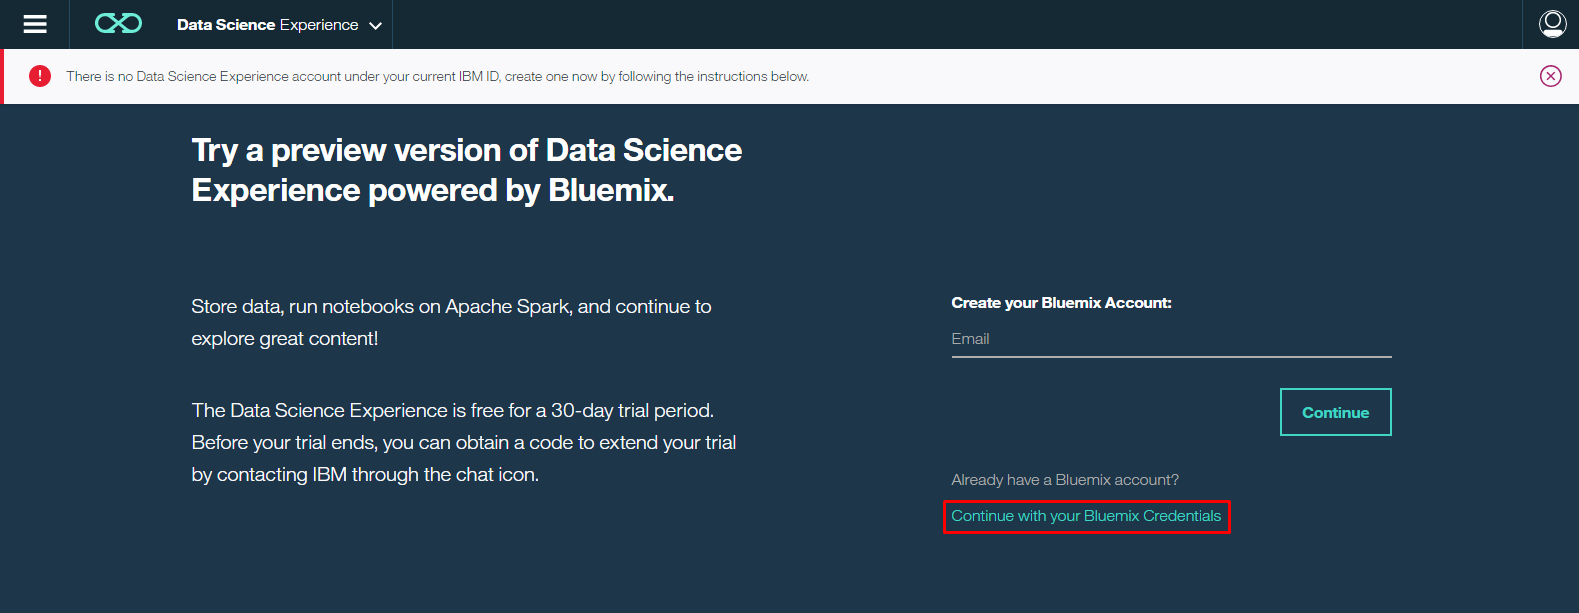 Data Science Experience
There is no Data Science Experience account under your current IBM ID, create one now by following the instructions below.
Try a preview version of Data Science
Experience powered by Bluemix.
Store data, run notebooks on Apache Spark, and continue to
explore great content!
The Data Science Experience is free for a 30-day trial period.
Before your trial ends, you can obtain a code to extend your trial
by contacting IBM through the chat icon.
Create your Bluemix Account:
Email
Continue
Already have a Bluemix account?
Continue with your Bluemix Credentials